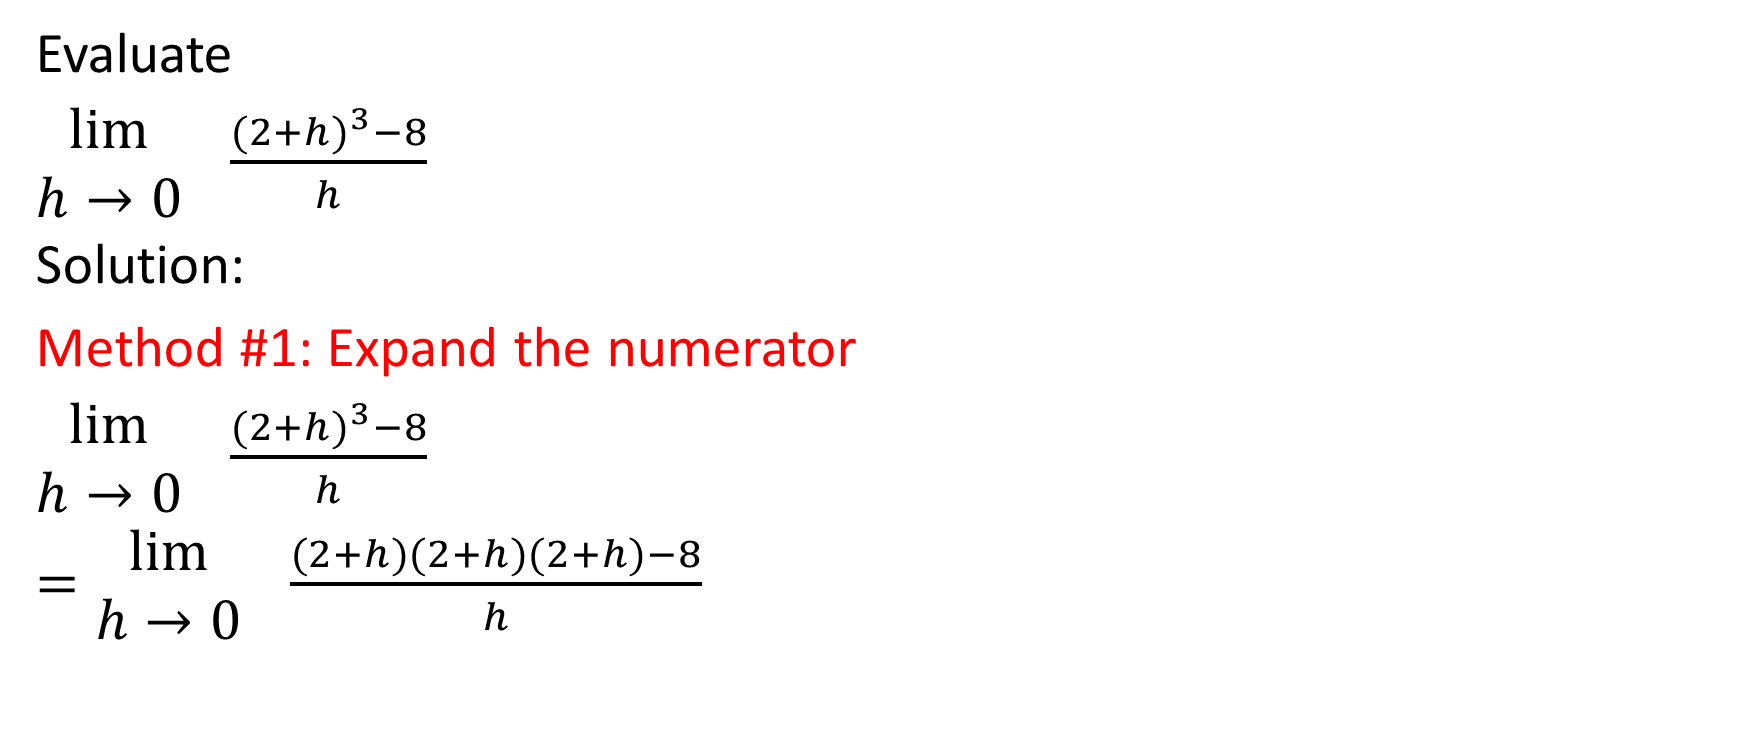 Evaluate
lim (2+h)³−8
h → 0 h
Solution:
Method #1: Expand the numerator
lim (2+h)³−8
h → 0 h
= lim (2+h)(2+h)(2+h)−8
h → 0 h